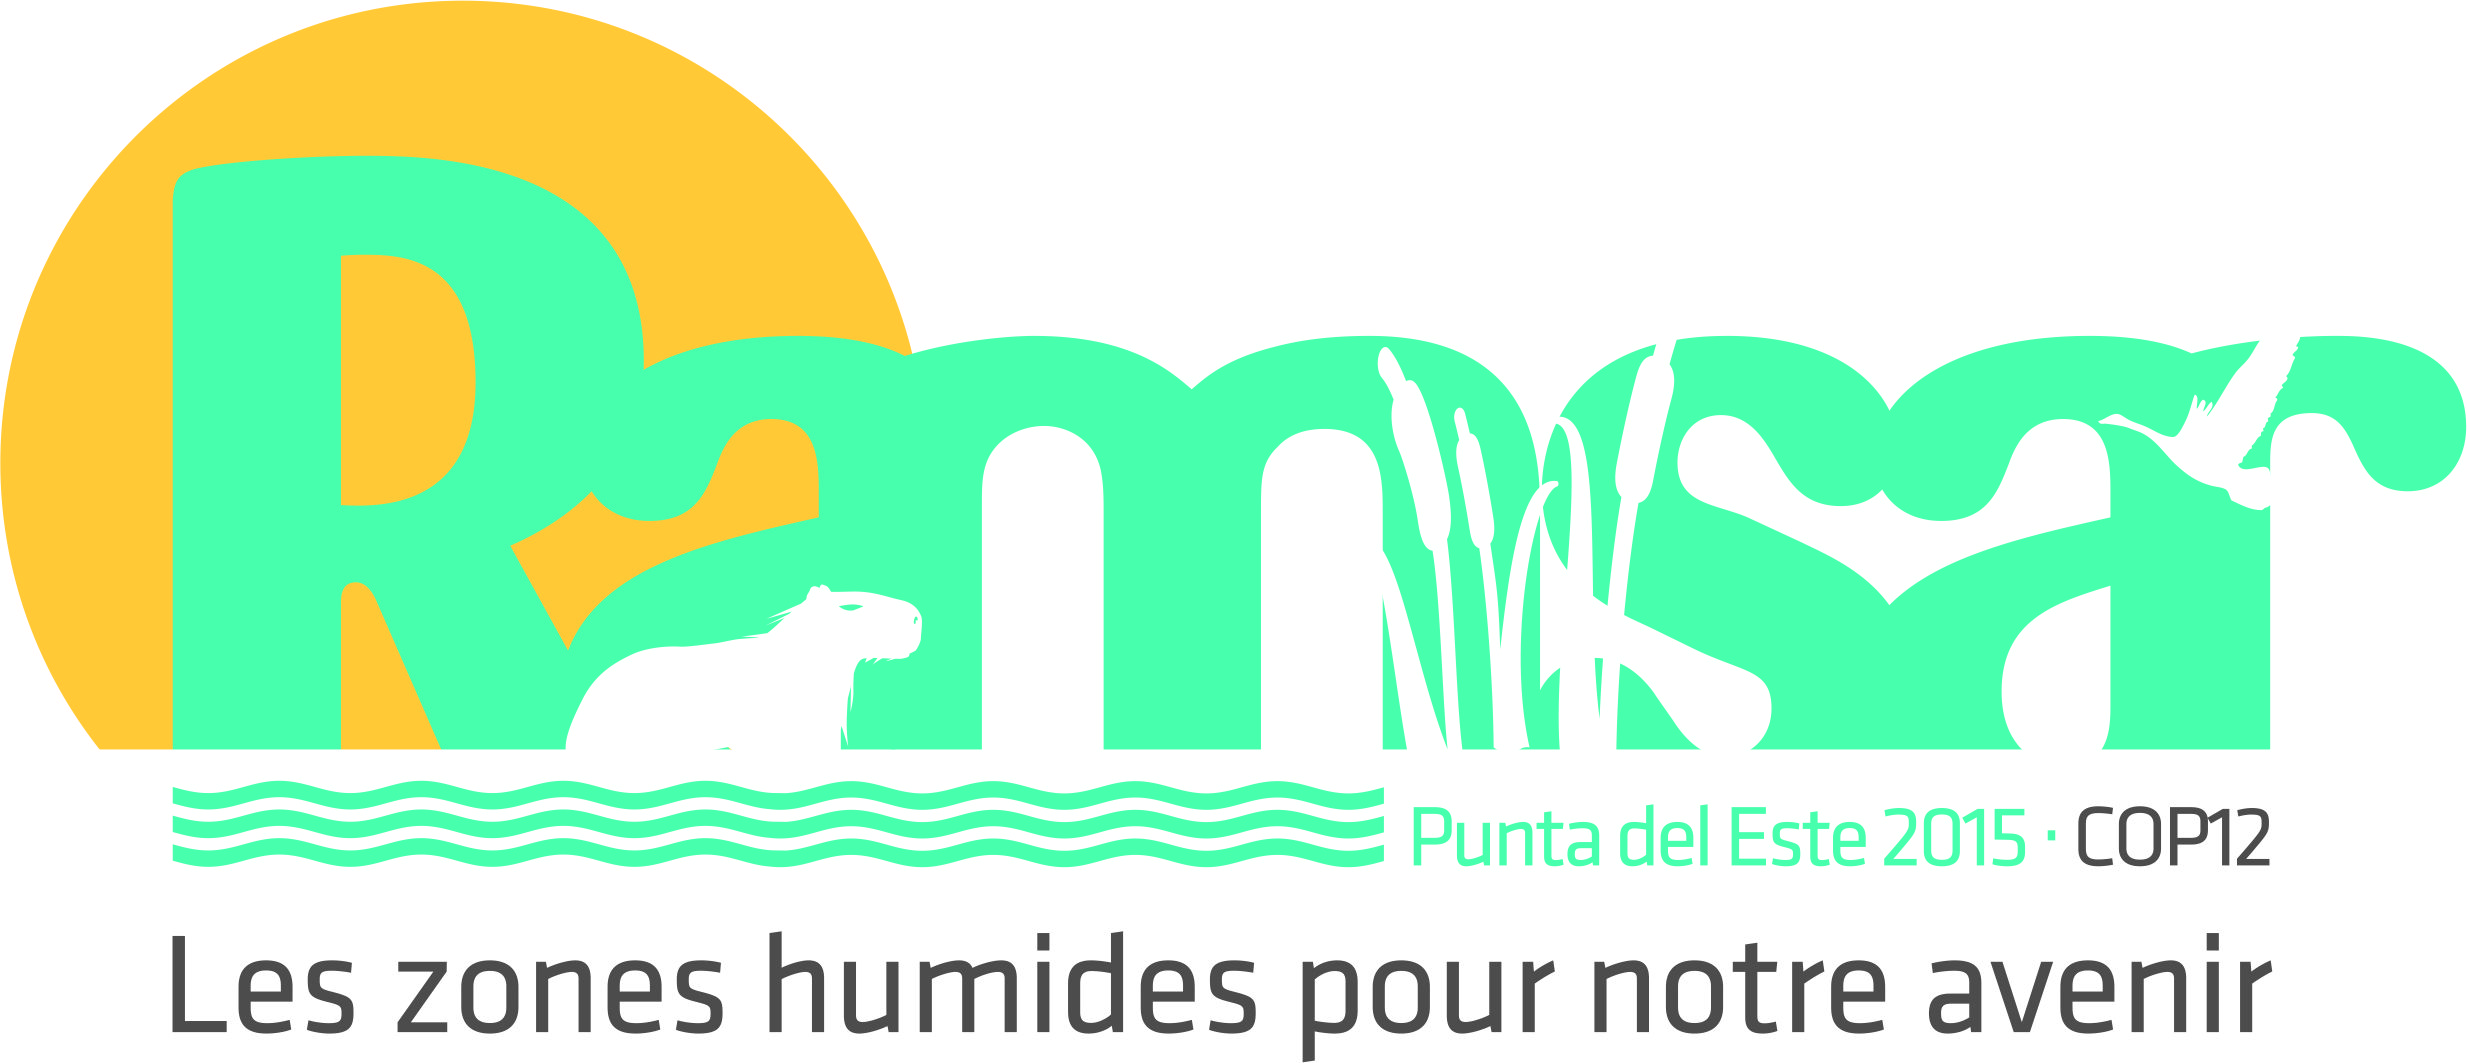 Ramsar
Punta del Este 2015 · COP12
Les zones humides pour notre avenir